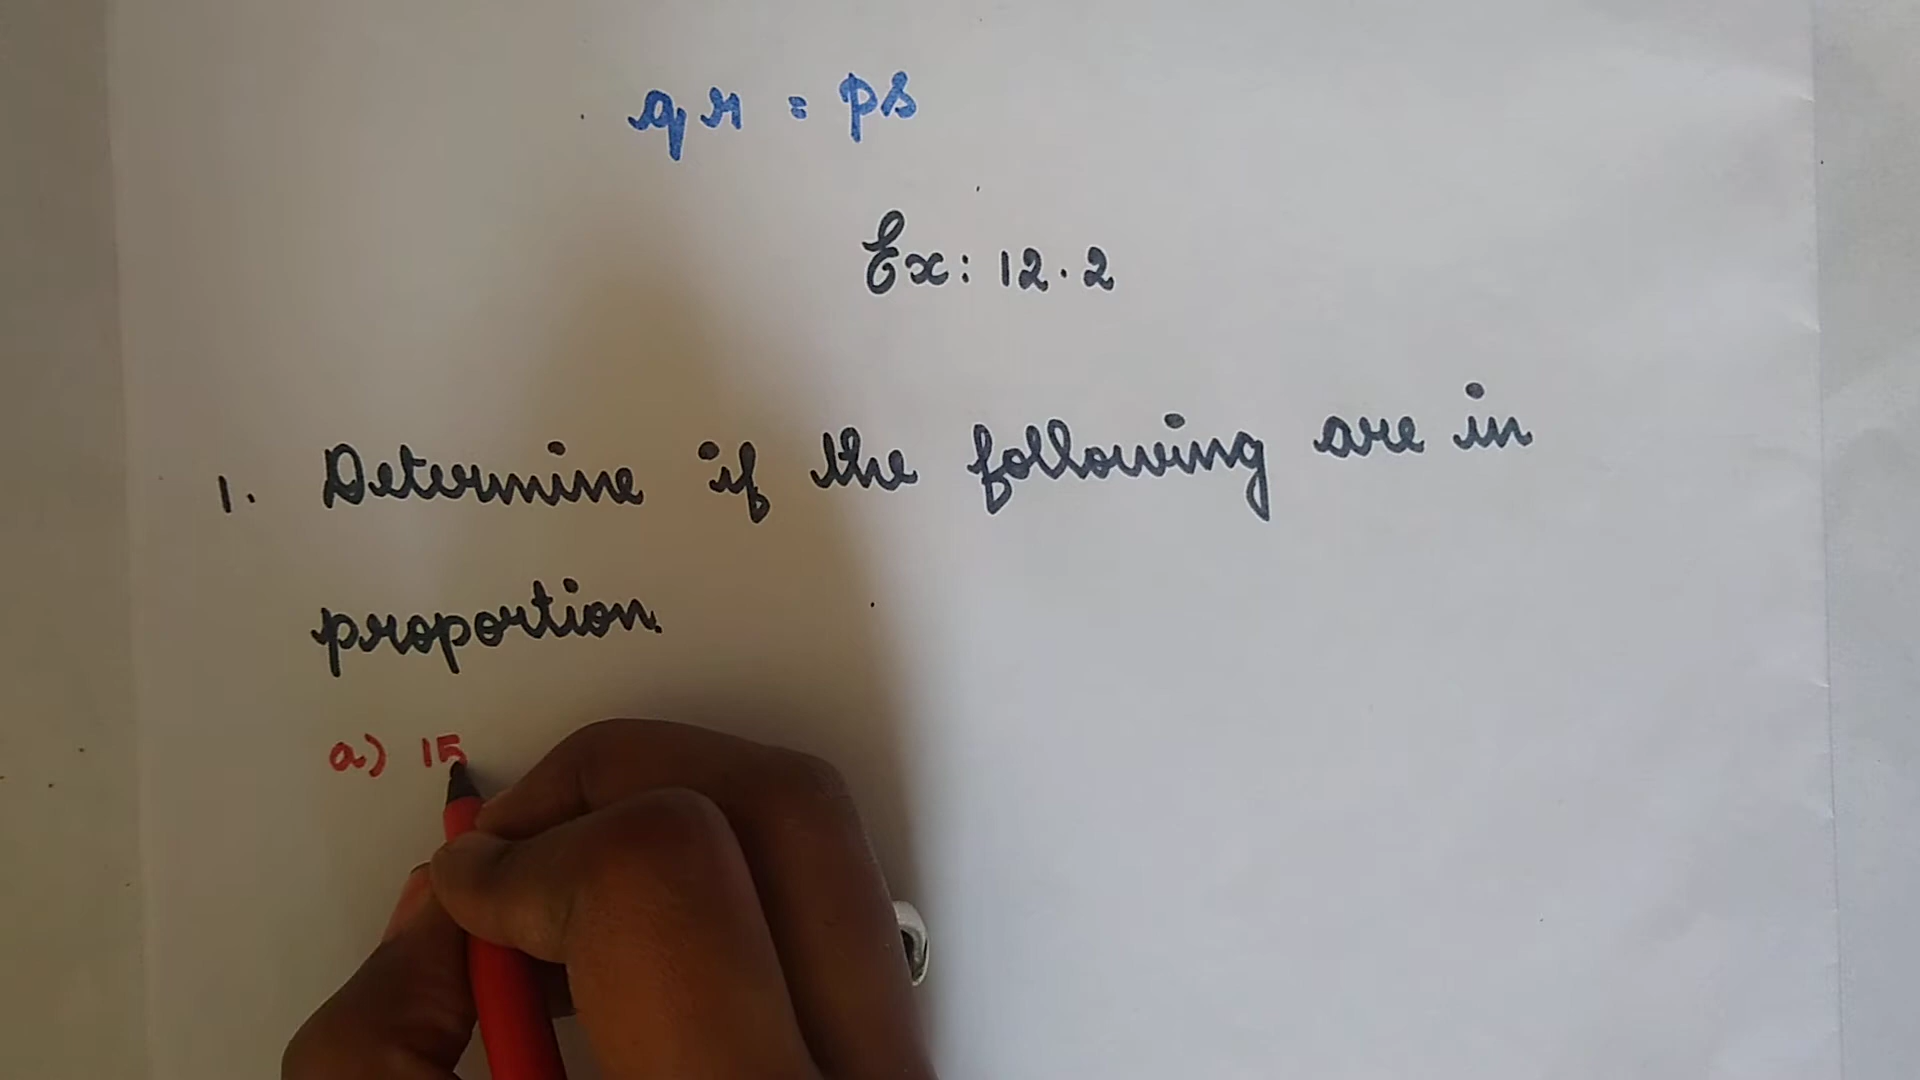 qr = ps
Ex: 12.2
1. Determine if the following are in
proportion.
a) 15